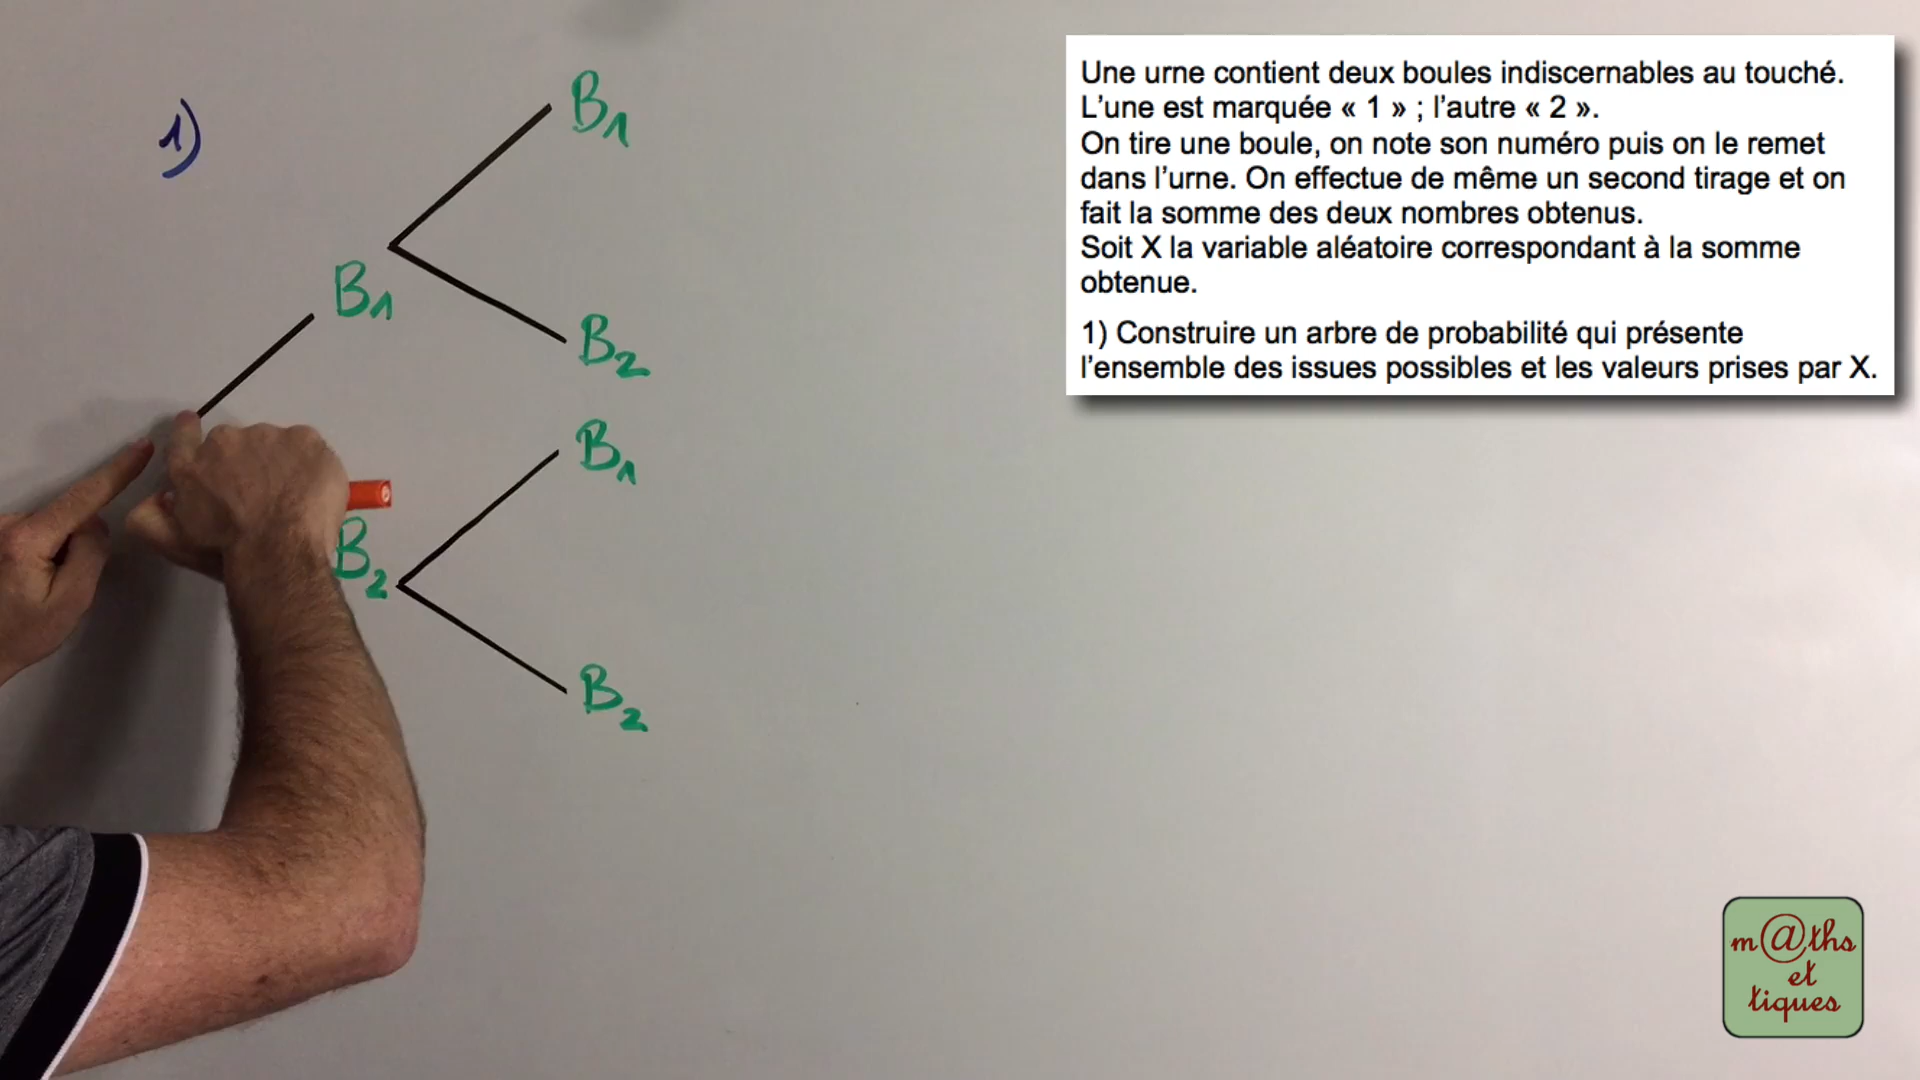 Une urne contient deux boules indiscernables au touché.
L'une est marquée « 1 » ; l'autre « 2 ».
On tire une boule, on note son numéro puis on le remet
dans l'urne. On effectue de même un second tirage et on
fait la somme des deux nombres obtenus.
Soit X la variable aléatoire correspondant à la somme
obtenue.
1) Construire un arbre de probabilité qui présente
l'ensemble des issues possibles et les valeurs prises par X.
1)
B1
B1
B2
B1
B2
B2
m@ths
et
tiques